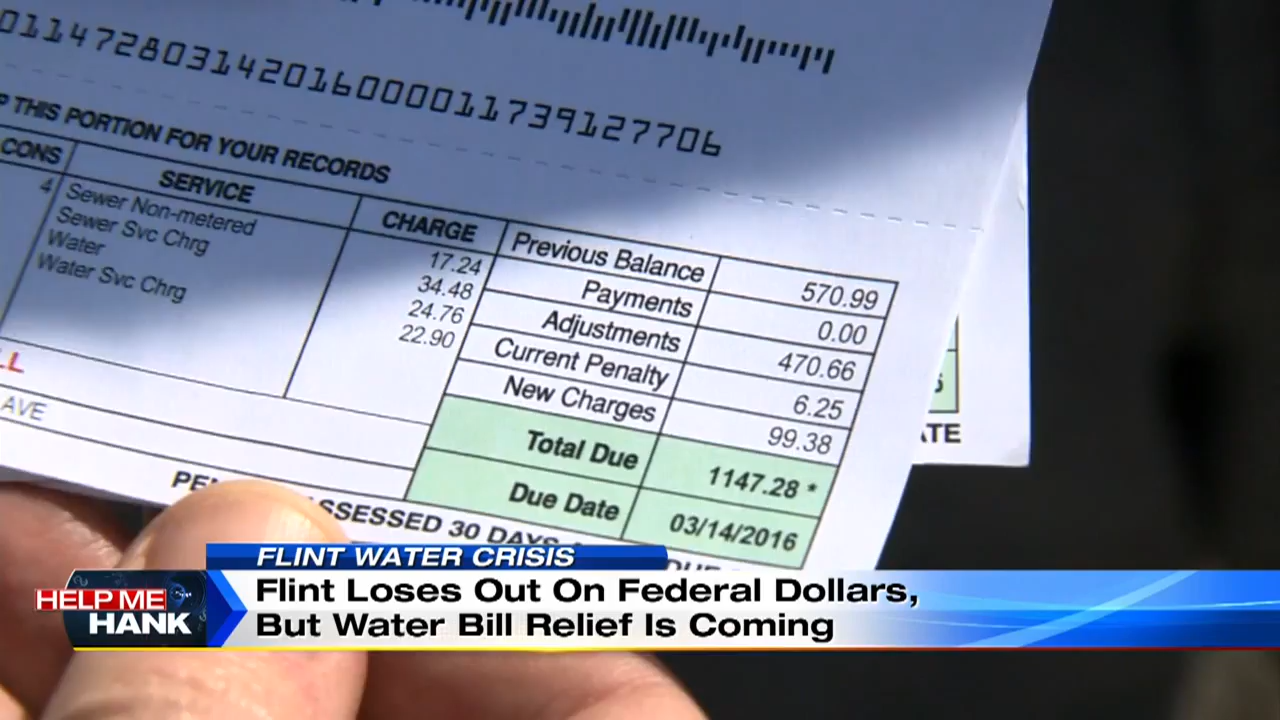 011472803142016000011739127706
THIS PORTION FOR YOUR RECORDS
CONS SERVICE CHARGE
4 Sewer Non-metered 17.24
Sewer Svc Chrg 34.48
Water 24.76
Water Svc Chrg 22.90
Previous Balance 570.99
Payments 0.00
Adjustments 470.66
Current Penalty 6.25
New Charges 99.38
Total Due 1147.28 *
Due Date 03/14/2016
AVE
ASSESSED 30 DAYS
FLINT WATER CRISIS
HELP ME
HANK
Flint Loses Out On Federal Dollars,
But Water Bill Relief Is Coming